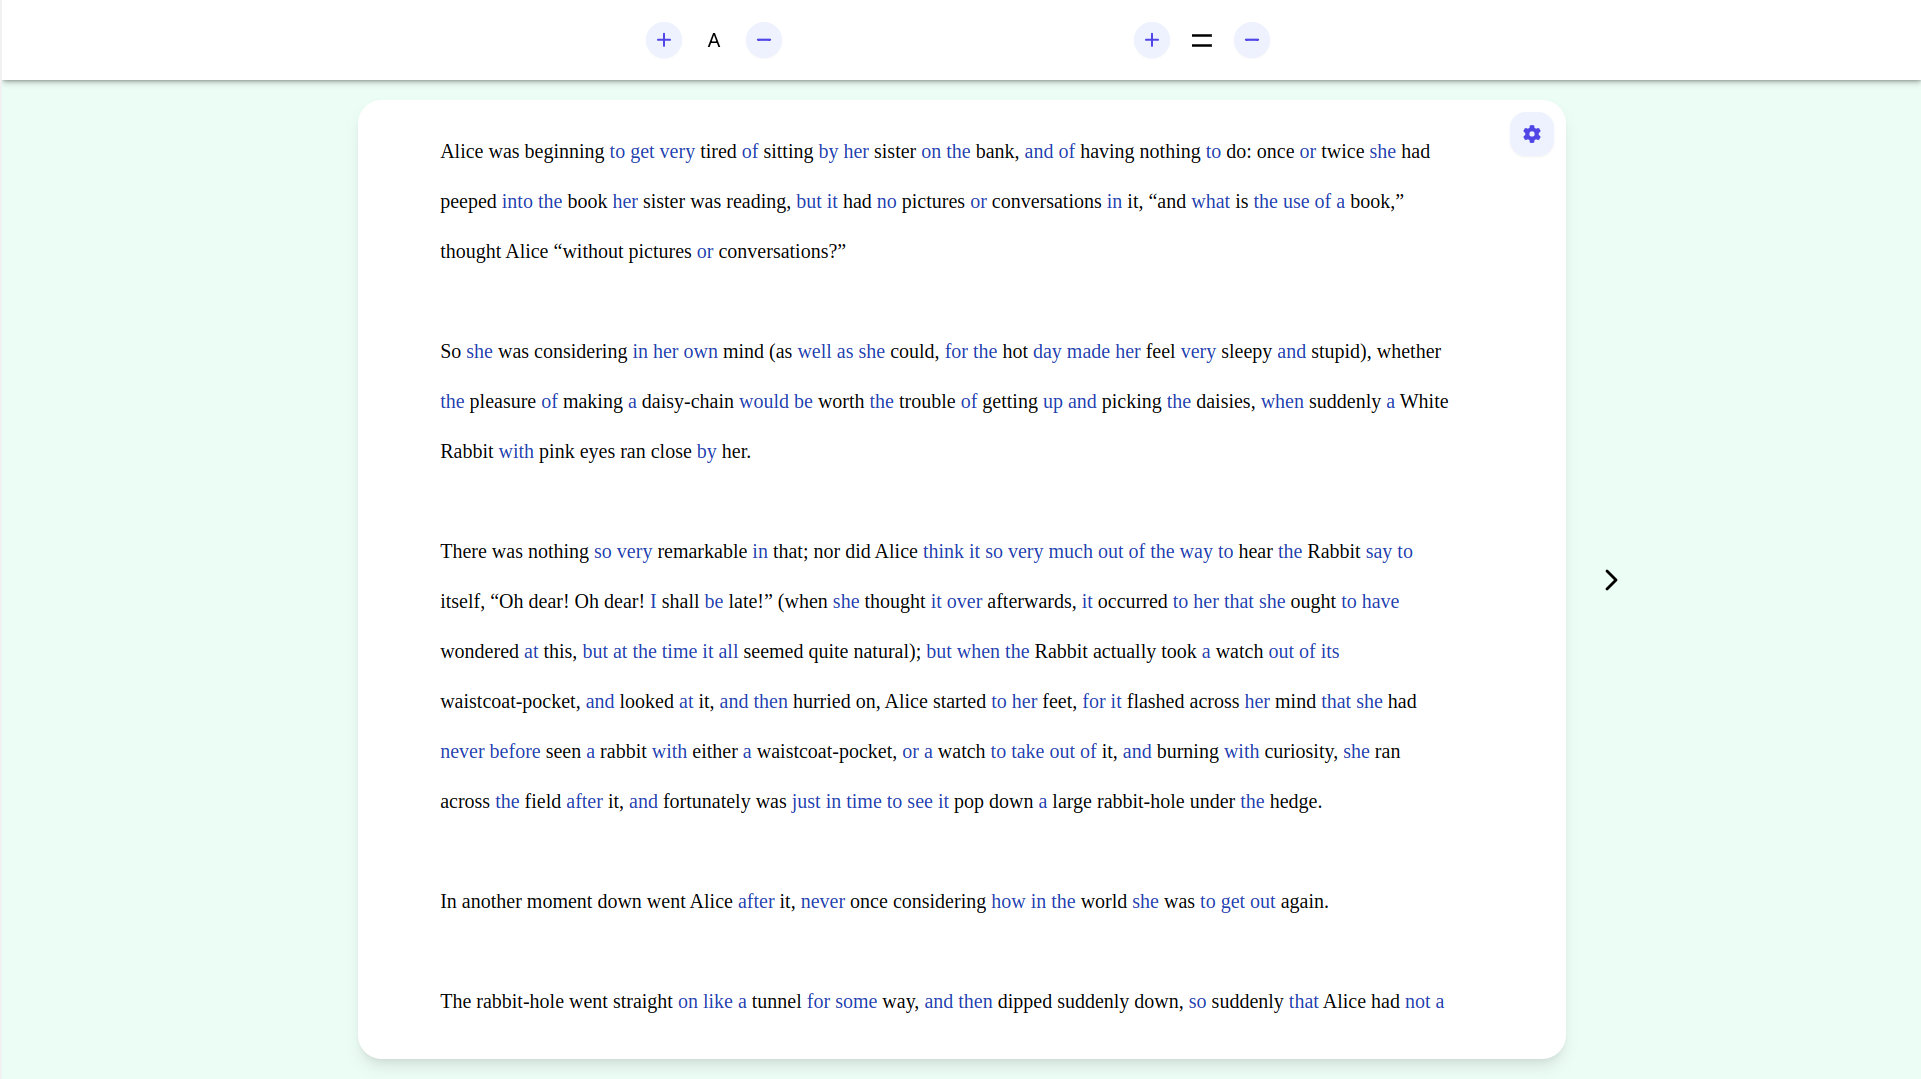 A
Alice was beginning to get very tired of sitting by her sister on the bank, and of having nothing to do: once or twice she had
peeped into the book her sister was reading, but it had no pictures or conversations in it, “and what is the use of a book,”
thought Alice “without pictures or conversations?”
So she was considering in her own mind (as well as she could, for the hot day made her feel very sleepy and stupid), whether
the pleasure of making a daisy-chain would be worth the trouble of getting up and picking the daisies, when suddenly a White
Rabbit with pink eyes ran close by her.
There was nothing so very remarkable in that; nor did Alice think it so very much out of the way to hear the Rabbit say to
itself, “Oh dear! Oh dear! I shall be late!” (when she thought it over afterwards, it occurred to her that she ought to have
wondered at this, but at the time it all seemed quite natural); but when the Rabbit actually took a watch out of its
waistcoat-pocket, and looked at it, and then hurried on, Alice started to her feet, for it flashed across her mind that she had
never before seen a rabbit with either a waistcoat-pocket, or a watch to take out of it, and burning with curiosity, she ran
across the field after it, and fortunately was just in time to see it pop down a large rabbit-hole under the hedge.
In another moment down went Alice after it, never once considering how in the world she was to get out again.
The rabbit-hole went straight on like a tunnel for some way, and then dipped suddenly down, so suddenly that Alice had not a